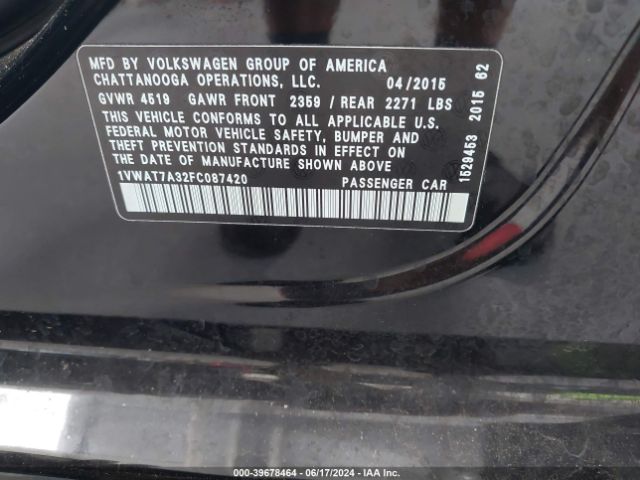 MFD BY VOLKSWAGEN GROUP OF AMERICA
CHATTANOOGA OPERATIONS, LLC. 04/2015
GVWR 4519 GAWR FRONT 2359 / REAR 2271 LBS
THIS VEHICLE CONFORMS TO ALL APPLICABLE U.S.
FEDERAL MOTOR VEHICLE SAFETY, BUMPER AND
THEFT PREVENTION STANDARDS IN EFFECT ON
THE DATE OF MANUFACTURE SHOWN ABOVE
1VWAT7A32FC087420 PASSENGER CAR
1529453 2015 62
000-39678464 - 06/17/2024 - IAA Inc.